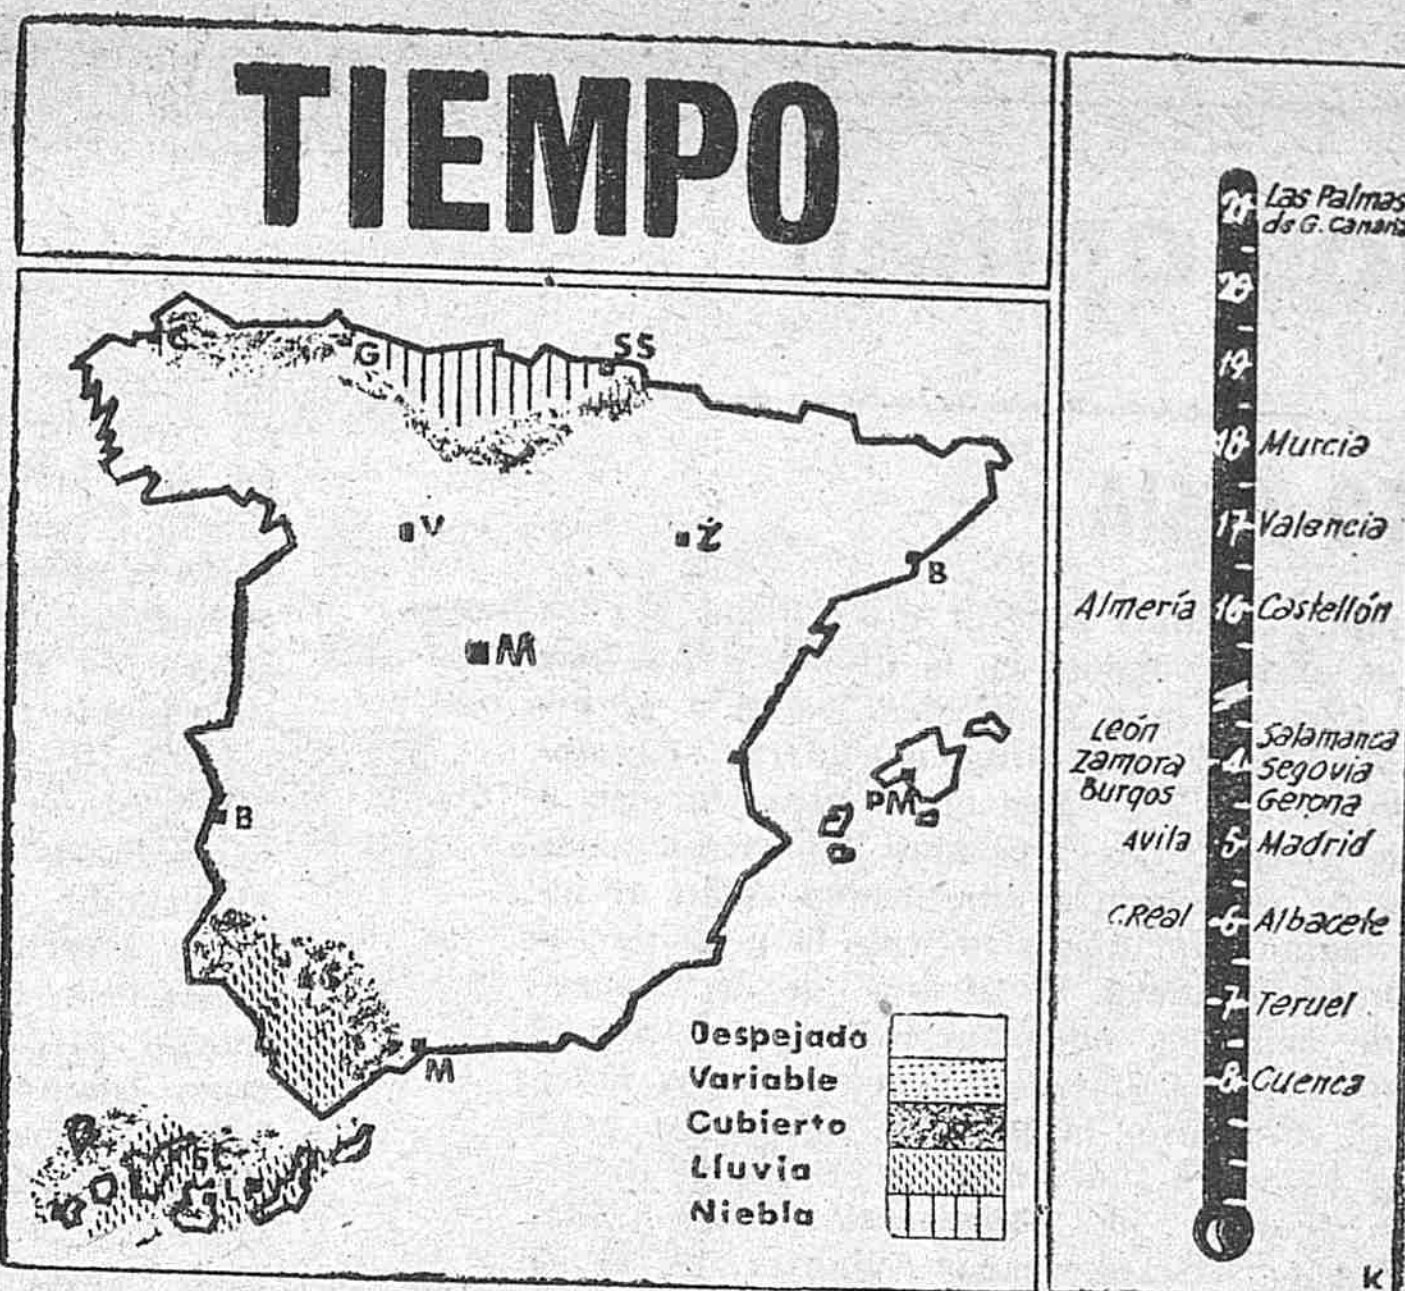 TIEMPO
C
G
SS
V
Z
B
M
B
PM
S
M
SC
Despejado
Variable
Cubierto
Lluvia
Niebla
21 Las Palmas
de G. Canaria
20
19
18 Murcia
17 Valencia
Almería 16 Castellón
León Salamanca
Zamora -4 Segovia
Burgos Gerona
Avila -5 Madrid
C.Real -6 Albacete
-7 Teruel
-8 Cuenca
K